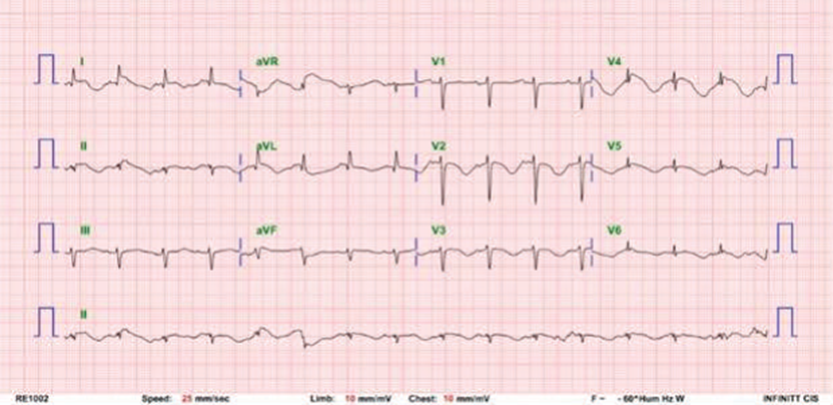 I aVR V1 V4
II aVL V2 V5
III aVF V3 V6
II
RE1002 Speed: 25 mm/sec Limb: 10 mm/mV Chest: 10 mm/mV F ~ Hz W INFINITT CIS